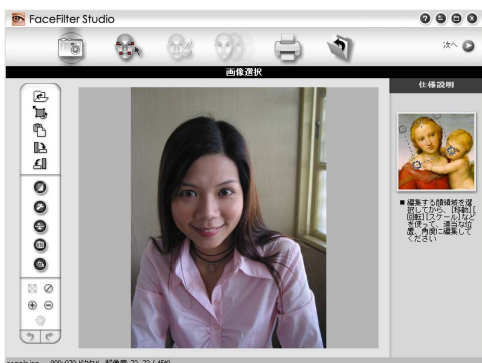 FaceFilter Studio
次へ
画像選択
仕様説明
■ 編集する顔領域を選
択してから、[移動][
回転][スケール]など
を使って、適当な位
置、角度に編集して
ください